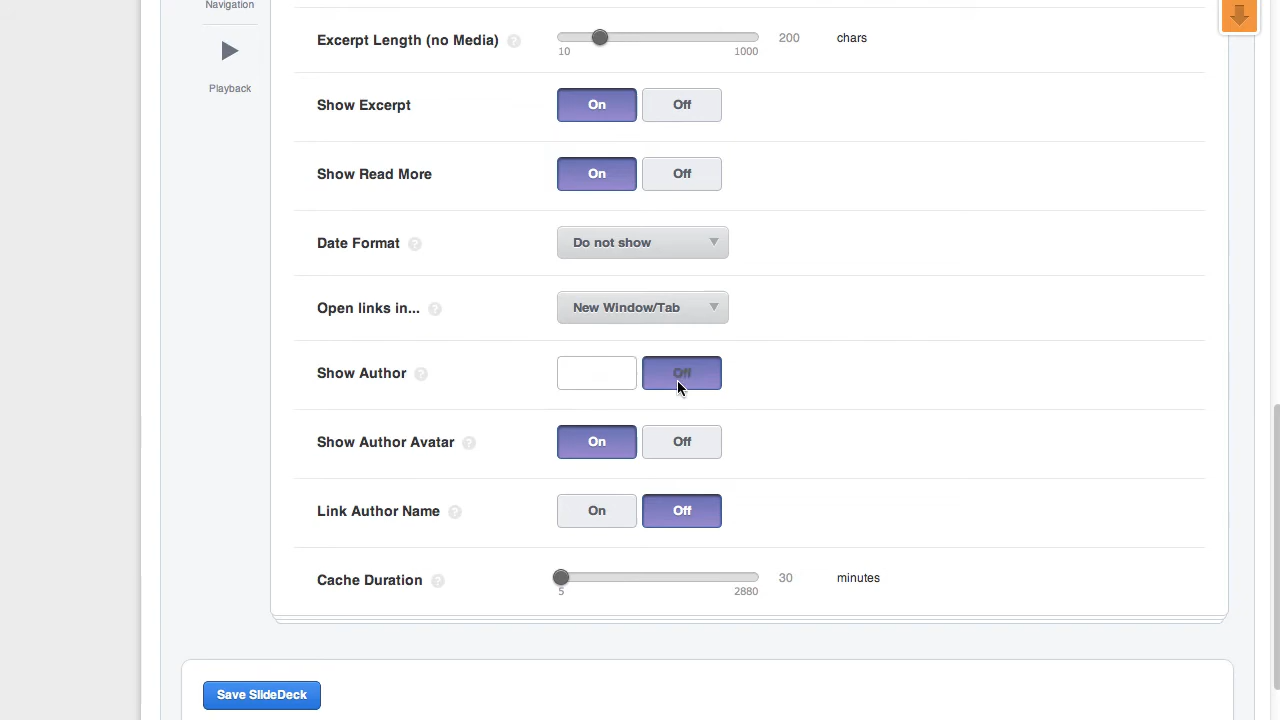 Navigation
Excerpt Length (no Media) ? 200 chars
10 1000
Playback
Show Excerpt On Off
Show Read More On Off
Date Format ? Do not show
Open links in... ? New Window/Tab
Show Author ? Off
Show Author Avatar ? On Off
Link Author Name ? On Off
Cache Duration ? 30 minutes
5 2880
Save SlideDeck